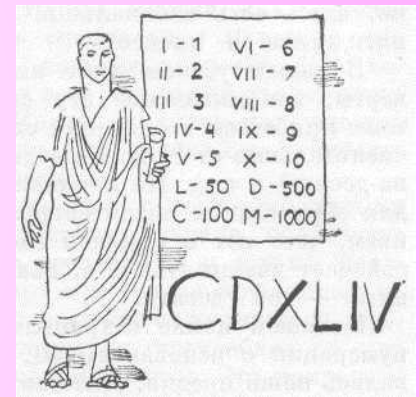 I - 1 VI - 6
II - 2 VII - 7
III 3 VIII - 8
IV - 4 IX - 9
V - 5 X - 10
L - 50 D - 500
C - 100 M - 1000
CDXLIV